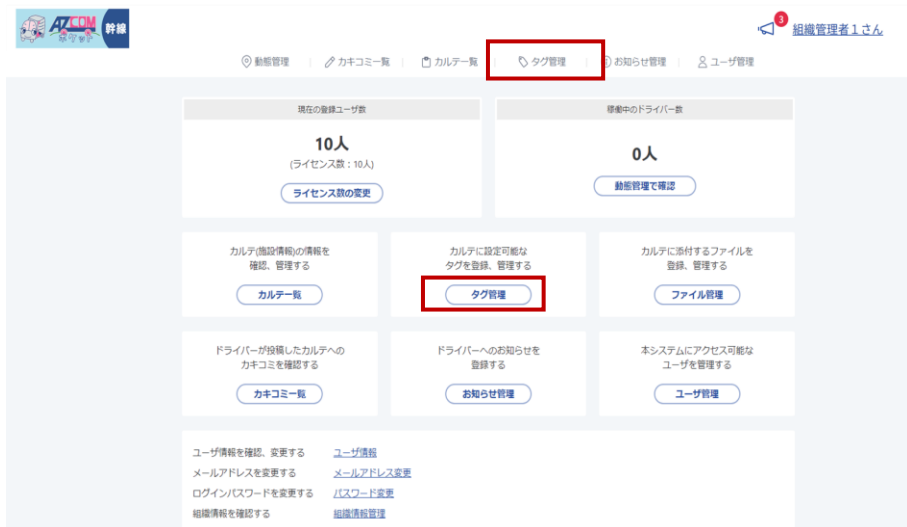 AZCOM
ポケット
幹線
3
組織管理者1さん
動態管理 カキコミ一覧 カルテ一覧 タグ管理 お知らせ管理 ユーザ管理
現在の登録ユーザ数
10人
(ライセンス数：10人)
ライセンス数の変更
稼働中のドライバー数
0人
動態管理で確認
カルテ(施設情報)の情報を
確認、管理する
カルテ一覧
カルテに設定可能な
タグを登録、管理する
タグ管理
カルテに添付するファイルを
登録、管理する
ファイル管理
ドライバーが投稿したカルテへの
カキコミを確認する
カキコミ一覧
ドライバーへのお知らせを
登録する
お知らせ管理
本システムにアクセス可能な
ユーザを管理する
ユーザ管理
ユーザ情報を確認、変更する ユーザ情報
メールアドレスを変更する メールアドレス変更
ログインパスワードを変更する パスワード変更
組織情報を確認する 組織情報管理